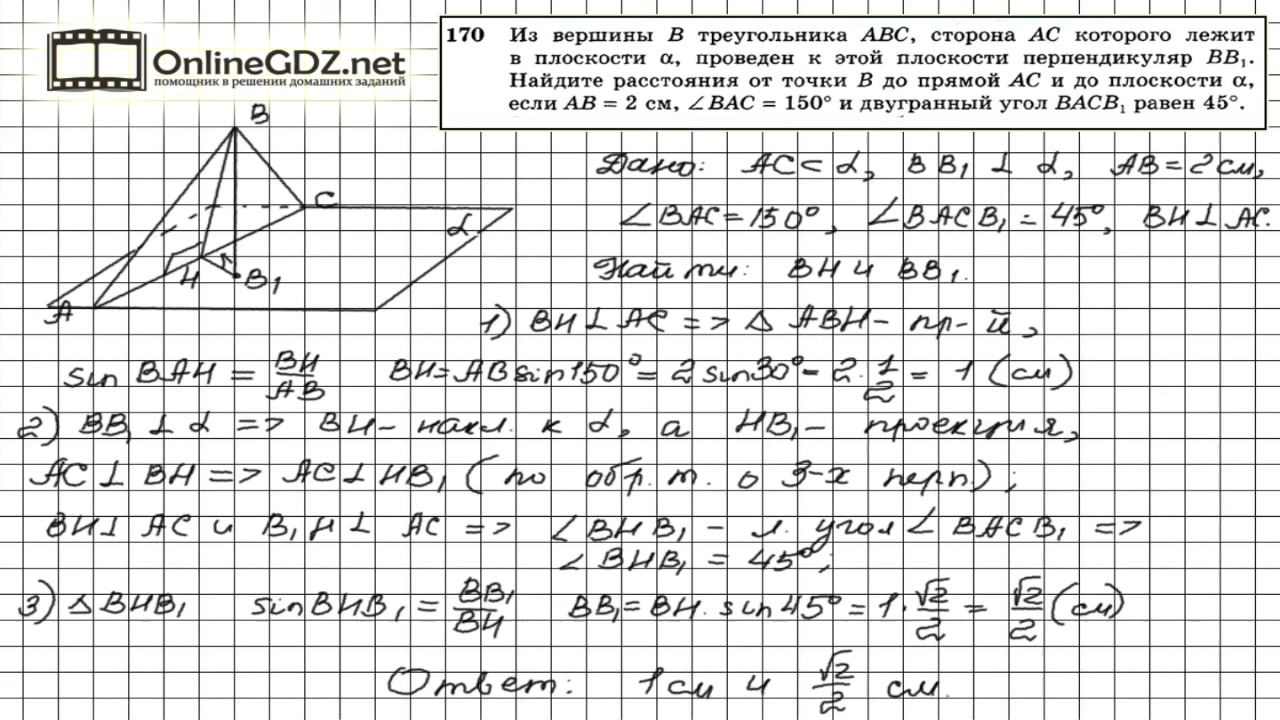 OnlineGDZ.net
помощник в решении домашних заданий
170 Из вершины B треугольника ABC, сторона AC которого лежит
в плоскости α, проведен к этой плоскости перпендикуляр BB₁.
Найдите расстояния от точки B до прямой AC и до плоскости α,
если AB = 2 см, ∠BAC = 150° и двугранный угол BACB₁ равен 45°.
B
C
α
H
B₁
A
Дано: AC ⊂ α, BB₁ ⊥ α, AB = 2 см,
∠BAC = 150°, ∠BACB₁ = 45°, BH ⊥ AC.
Найти: BH и BB₁.
1) BH ⊥ AC => △ ABH – пр-й,
sin BAH = BH/AB BH = AB sin 150° = 2 sin 30° = 2 · 1/2 = 1 (см)
2) BB₁ ⊥ α => BH – накл. к α, а HB₁ – проекция,
AC ⊥ BH => AC ⊥ HB₁ (по обр. т. о 3-х перп);
BH ⊥ AC и B₁H ⊥ AC => ∠BHB₁ – л. угол ∠BACB₁ =>
∠BHB₁ = 45°;
3) △ BHB₁ sin BHB₁ = BB₁/BH BB₁ = BH · sin 45° = 1 · √2/2 = √2/2 (см)
Ответ: 1 см и √2/2 см.